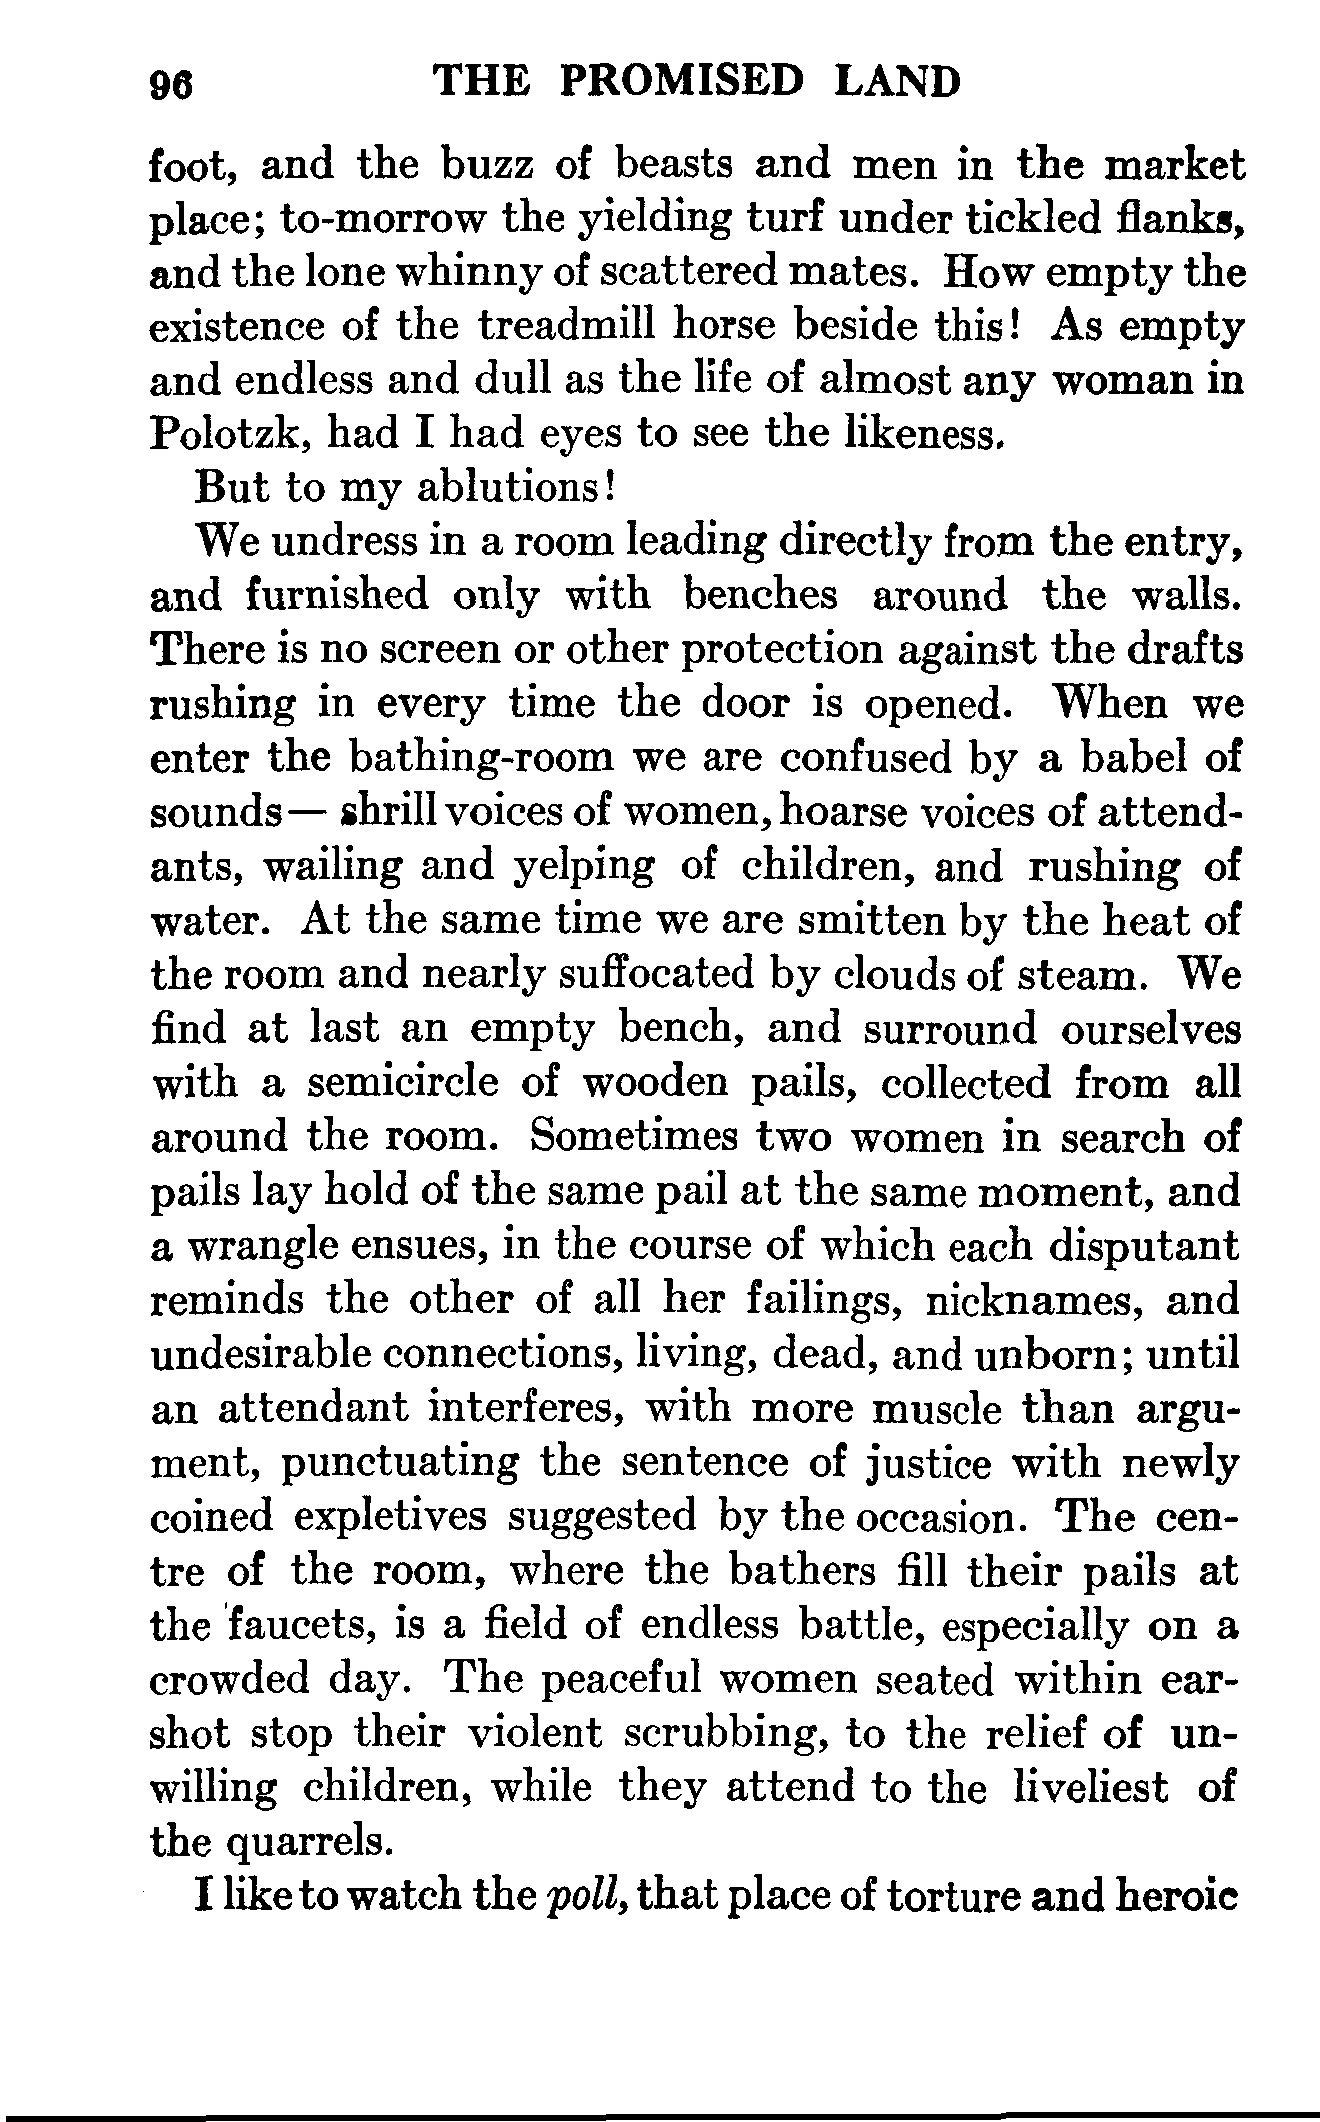 96 THE PROMISED LAND
foot, and the buzz of beasts and men in the market
place; to-morrow the yielding turf under tickled flanks,
and the lone whinny of scattered mates. How empty the
existence of the treadmill horse beside this! As empty
and endless and dull as the life of almost any woman in
Polotzk, had I had eyes to see the likeness.
But to my ablutions!
We undress in a room leading directly from the entry,
and furnished only with benches around the walls.
There is no screen or other protection against the drafts
rushing in every time the door is opened. When we
enter the bathing-room we are confused by a babel of
sounds— shrill voices of women, hoarse voices of attend-
ants, wailing and yelping of children, and rushing of
water. At the same time we are smitten by the heat of
the room and nearly suffocated by clouds of steam. We
find at last an empty bench, and surround ourselves
with a semicircle of wooden pails, collected from all
around the room. Sometimes two women in search of
pails lay hold of the same pail at the same moment, and
a wrangle ensues, in the course of which each disputant
reminds the other of all her failings, nicknames, and
undesirable connections, living, dead, and unborn; until
an attendant interferes, with more muscle than argu-
ment, punctuating the sentence of justice with newly
coined expletives suggested by the occasion. The cen-
tre of the room, where the bathers fill their pails at
the faucets, is a field of endless battle, especially on a
crowded day. The peaceful women seated within ear-
shot stop their violent scrubbing, to the relief of un-
willing children, while they attend to the liveliest of
the quarrels.
I like to watch the poll, that place of torture and heroic